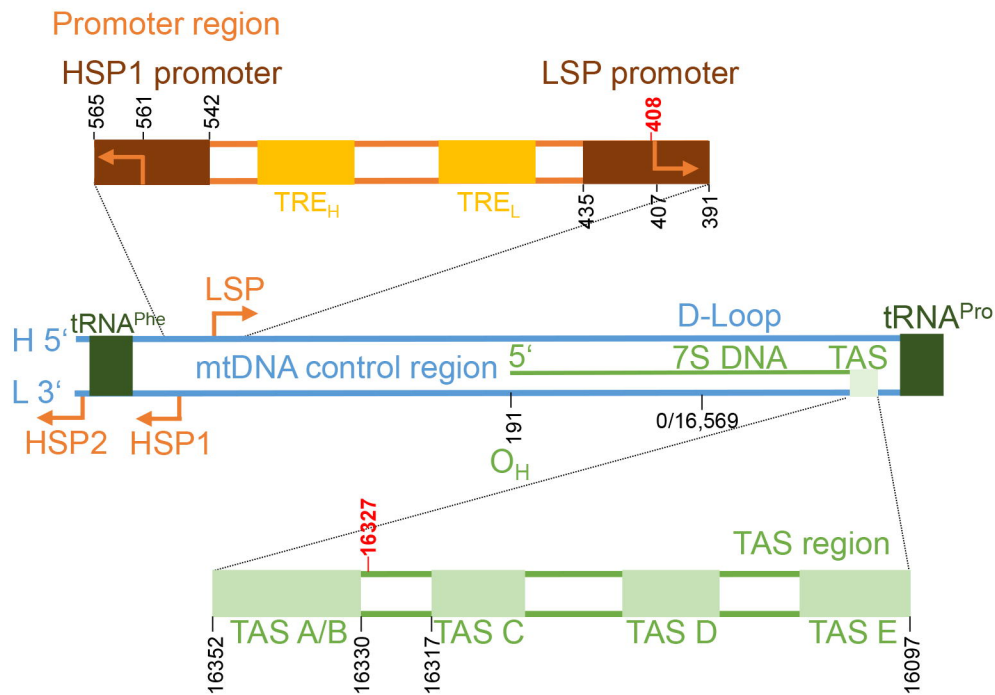 Promoter region
HSP1 promoter
LSP promoter
565
561
542
408
TRE_H
TRE_L
435
407
391
LSP
tRNA^Phe
D-Loop
tRNA^Pro
H 5‘
mtDNA control region
5‘
7S DNA
TAS
L 3‘
HSP2
HSP1
191
0/16,569
O_H
16327
TAS region
TAS A/B
TAS C
TAS D
TAS E
16352
16330
16317
16097